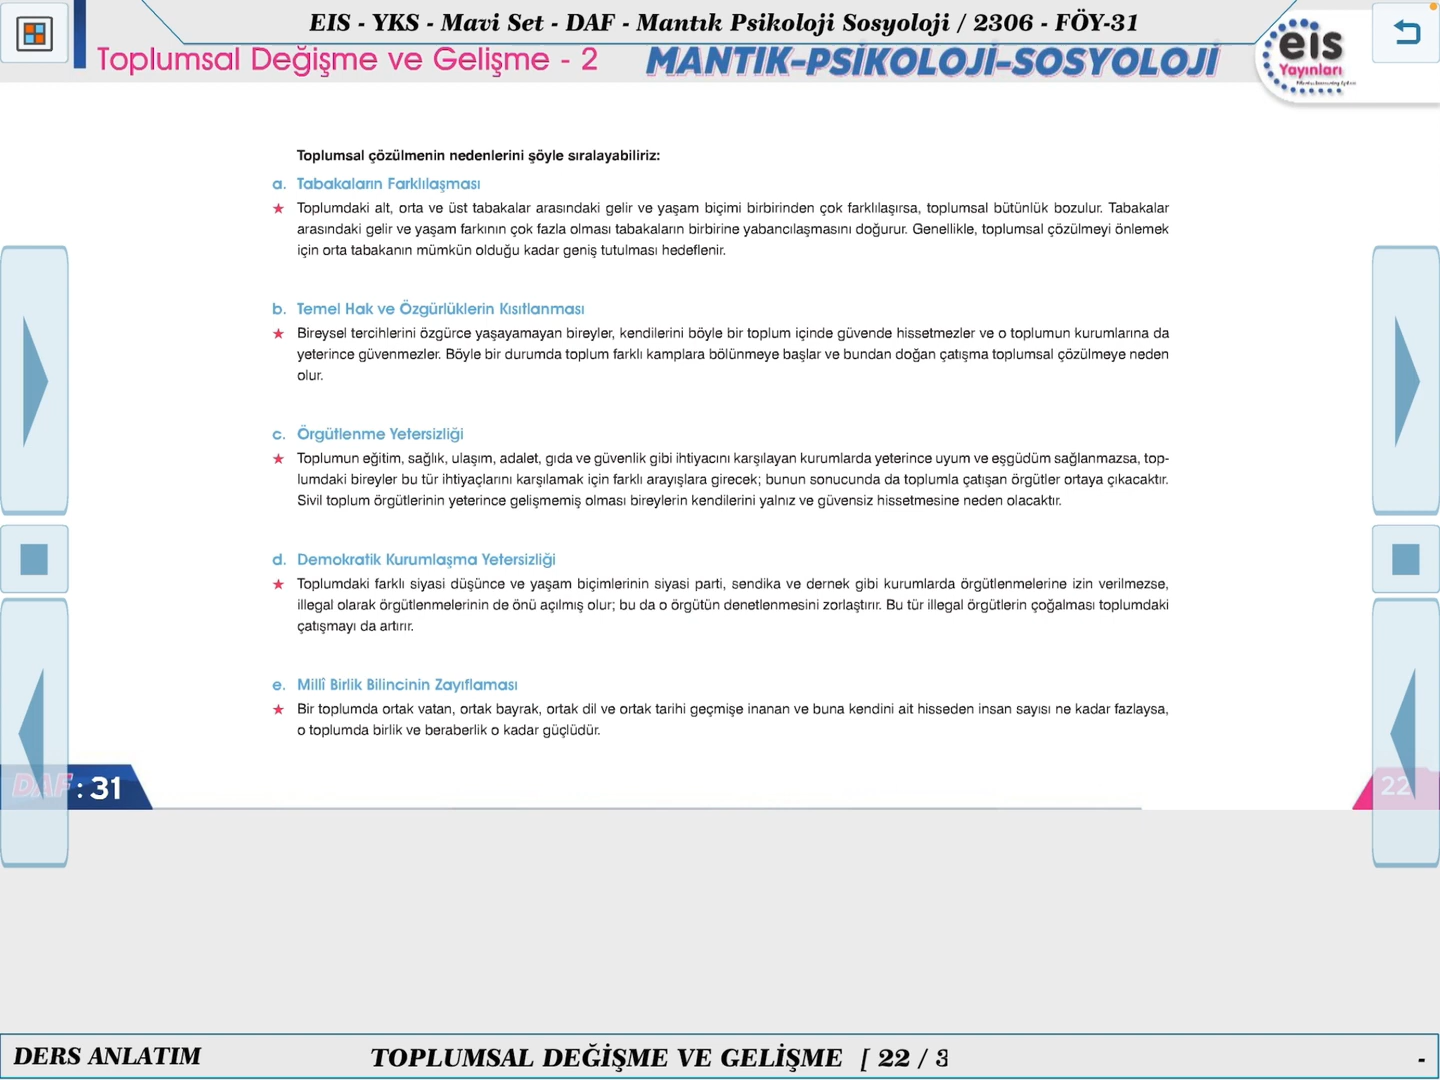 EIS - YKS - Mavi Set - DAF - Mantık Psikoloji Sosyoloji / 2306 - FÖY-31
Toplumsal Değişme ve Gelişme - 2
MANTIK-PSİKOLOJİ-SOSYOLOJİ
eis
Yayınları
Toplumsal çözülmenin nedenlerini şöyle sıralayabiliriz:
a. Tabakaların Farklılaşması
★ Toplumdaki alt, orta ve üst tabakalar arasındaki gelir ve yaşam biçimi birbirinden çok farklılaşırsa, toplumsal bütünlük bozulur. Tabakalar
arasındaki gelir ve yaşam farkının çok fazla olması tabakaların birbirine yabancılaşmasını doğurur. Genellikle, toplumsal çözülmeyi önlemek
için orta tabakanın mümkün olduğu kadar geniş tutulması hedeflenir.
b. Temel Hak ve Özgürlüklerin Kısıtlanması
★ Bireysel tercihlerini özgürce yaşayamayan bireyler, kendilerini böyle bir toplum içinde güvende hissetmezler ve o toplumun kurumlarına da
yeterince güvenmezler. Böyle bir durumda toplum farklı kamplara bölünmeye başlar ve bundan doğan çatışma toplumsal çözülmeye neden
olur.
c. Örgütlenme Yetersizliği
★ Toplumun eğitim, sağlık, ulaşım, adalet, gıda ve güvenlik gibi ihtiyacını karşılayan kurumlarda yeterince uyum ve eşgüdüm sağlanmazsa, top-
lumdaki bireyler bu tür ihtiyaçlarını karşılamak için farklı arayışlara girecek; bunun sonucunda da toplumla çatışan örgütler ortaya çıkacaktır.
Sivil toplum örgütlerinin yeterince gelişmemiş olması bireylerin kendilerini yalnız ve güvensiz hissetmesine neden olacaktır.
d. Demokratik Kurumlaşma Yetersizliği
★ Toplumdaki farklı siyasi düşünce ve yaşam biçimlerinin siyasi parti, sendika ve dernek gibi kurumlarda örgütlenmelerine izin verilmezse,
illegal olarak örgütlenmelerinin de önü açılmış olur; bu da o örgütün denetlenmesini zorlaştırır. Bu tür illegal örgütlerin çoğalması toplumdaki
çatışmayı da artırır.
e. Millî Birlik Bilincinin Zayıflaması
★ Bir toplumda ortak vatan, ortak bayrak, ortak dil ve ortak tarihi geçmişe inanan ve buna kendini ait hisseden insan sayısı ne kadar fazlaysa,
o toplumda birlik ve beraberlik o kadar güçlüdür.
DAF : 31
22
DERS ANLATIM
TOPLUMSAL DEĞİŞME VE GELİŞME [ 22 / 3
-